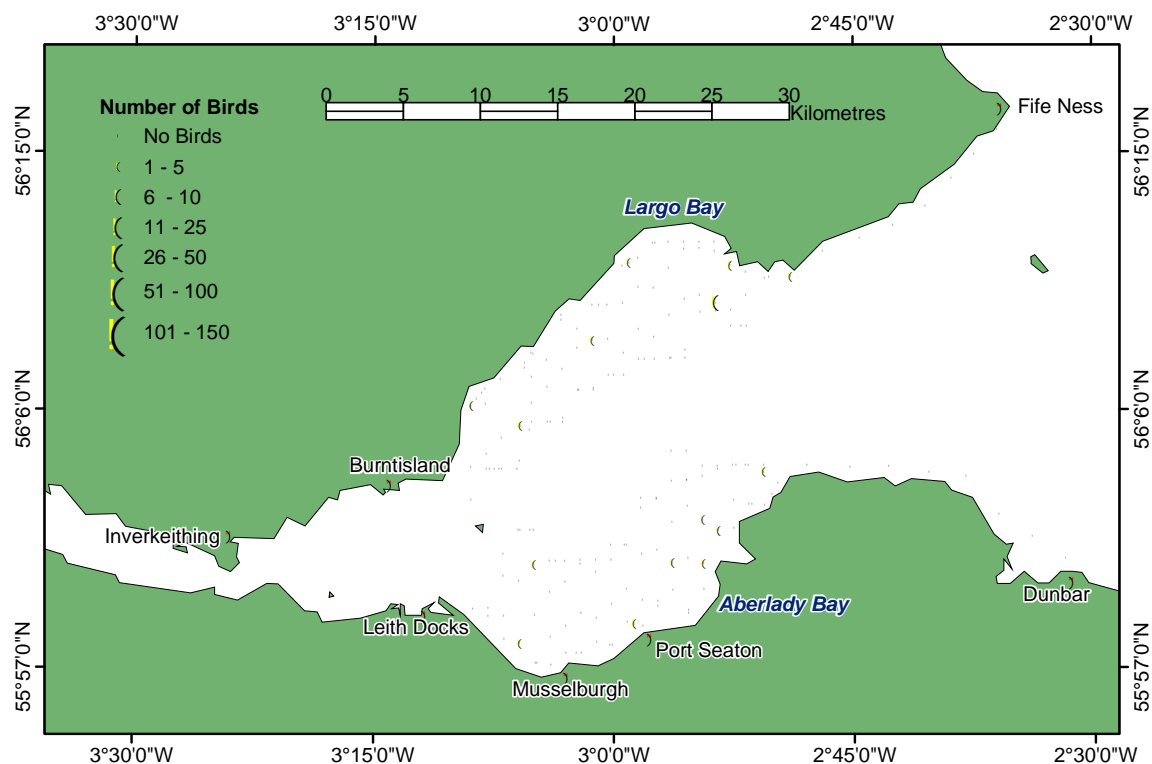 3°30'0"W
3°15'0"W
3°00'0"W
2°45'0"W
2°30'0"W
0
5
10
15
20
25
30
Kilometres
Number of Birds
No Birds
1 - 5
6 - 10
11 - 25
26 - 50
51 - 100
101 - 150
Fife Ness
56°15'0"N
56°15'0"N
Largo Bay
56°6'0"N
56°6'0"N
Burntisland
Inverkeithing
Dunbar
Aberlady Bay
Leith Docks
Port Seaton
55°57'0"N
55°57'0"N
Musselburgh
3°30'0"W
3°15'0"W
3°00'0"W
2°45'0"W
2°30'0"W